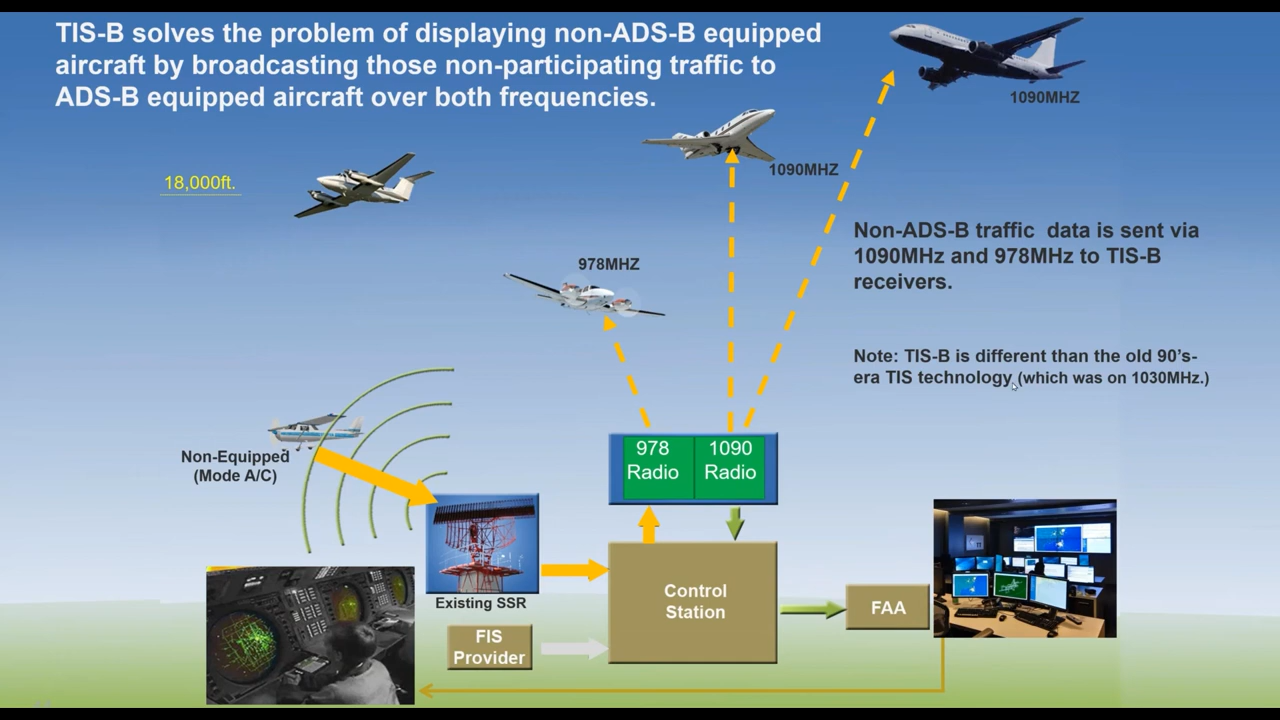 TIS-B solves the problem of displaying non-ADS-B equipped
aircraft by broadcasting those non-participating traffic to
ADS-B equipped aircraft over both frequencies.
1090MHZ
1090MHZ
18,000ft.
978MHZ
Non-ADS-B traffic data is sent via
1090MHz and 978MHz to TIS-B
receivers.
Note: TIS-B is different than the old 90's-
era TIS technology (which was on 1030MHz.)
Non-Equipped
(Mode A/C)
978
Radio
1090
Radio
Existing SSR
Control
Station
FAA
FIS
Provider